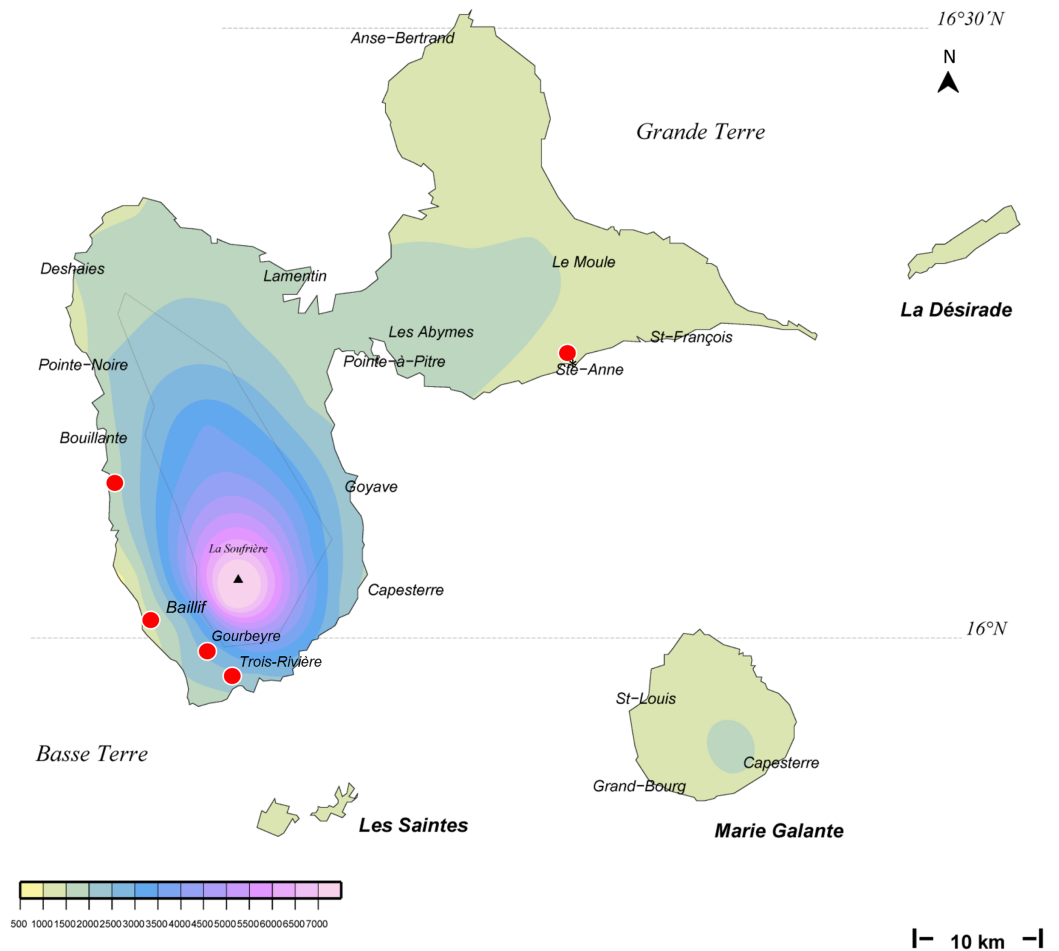 16°30´N
Anse−Bertrand
N
Grande Terre
Le Moule
Deshaies
Lamentin
La Désirade
Les Abymes
St−François
Pointe−Noire
Pointe−à−Pitre
*
Ste−Anne
Bouillante
Goyave
La Soufrière
Capesterre
Baillif
Gourbeyre
16°N
Trois-Rivière
St−Louis
Basse Terre
Capesterre
Grand−Bourg
Les Saintes
Marie Galante
500 1000 1500 2000 2500 3000 3500 4000 4500 5000 5500 6000 6500 7000
10 km